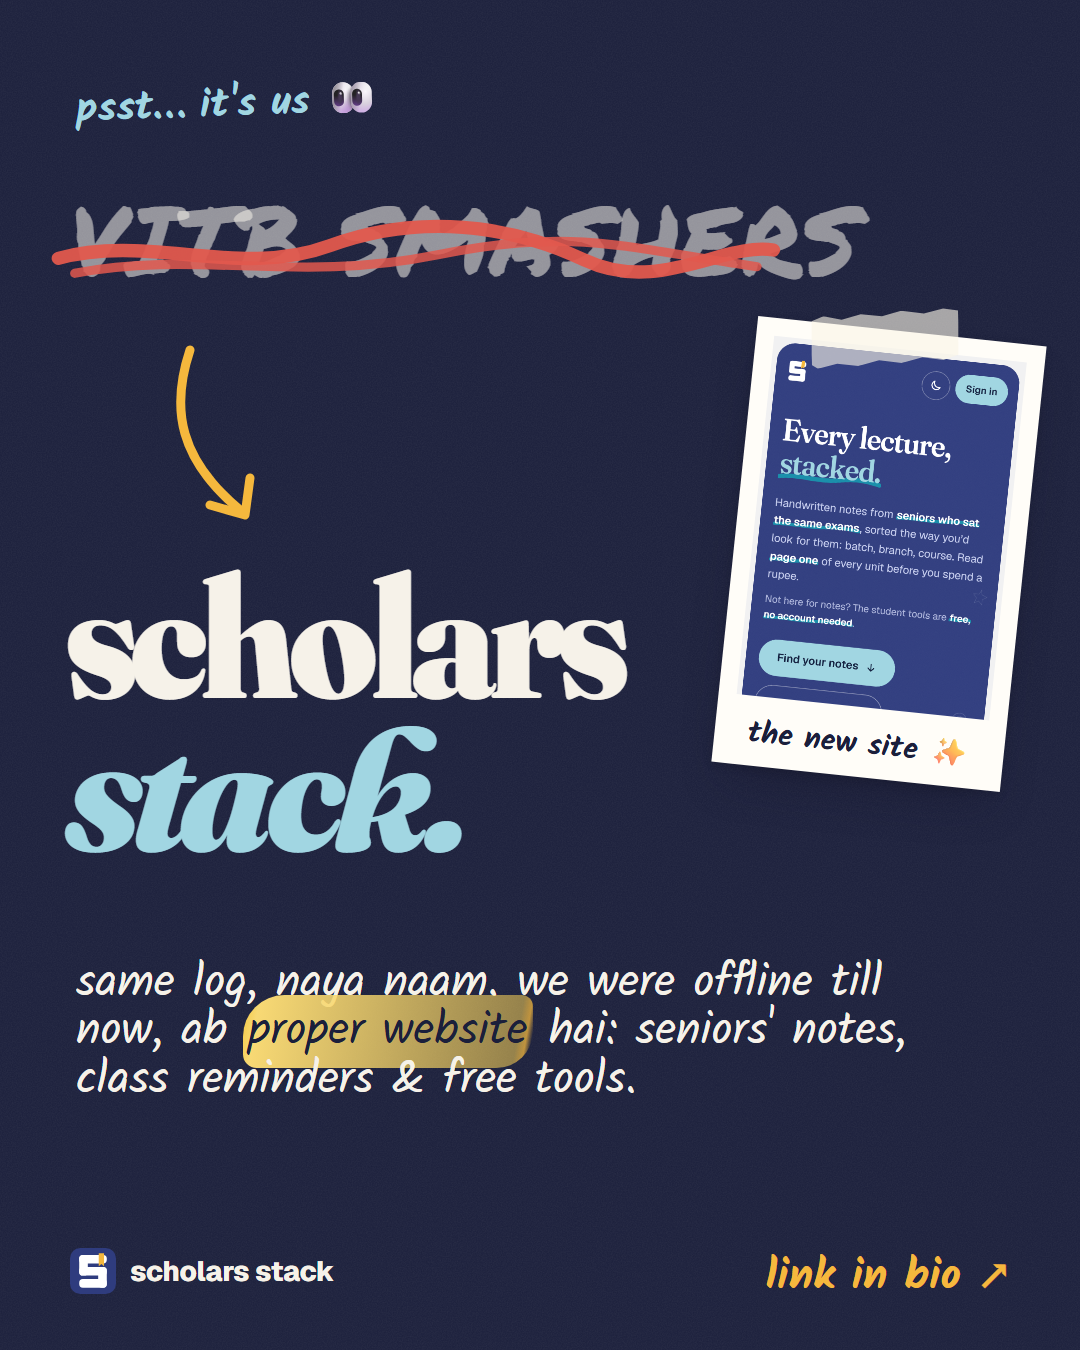 psst... it's us 👀
VITB SMASHERS
Sign in
Every lecture,
stacked.
Handwritten notes from seniors who sat
the same exams, sorted the way you'd
look for them: batch, branch, course. Read
page one of every unit before you spend a
rupee.
Not here for notes? The student tools are free,
no account needed.
Find your notes ↓
the new site ✨
scholars
stack.
same log, naya naam. we were offline till
now, ab proper website hai: seniors' notes,
class reminders & free tools.
scholars stack
link in bio ↗